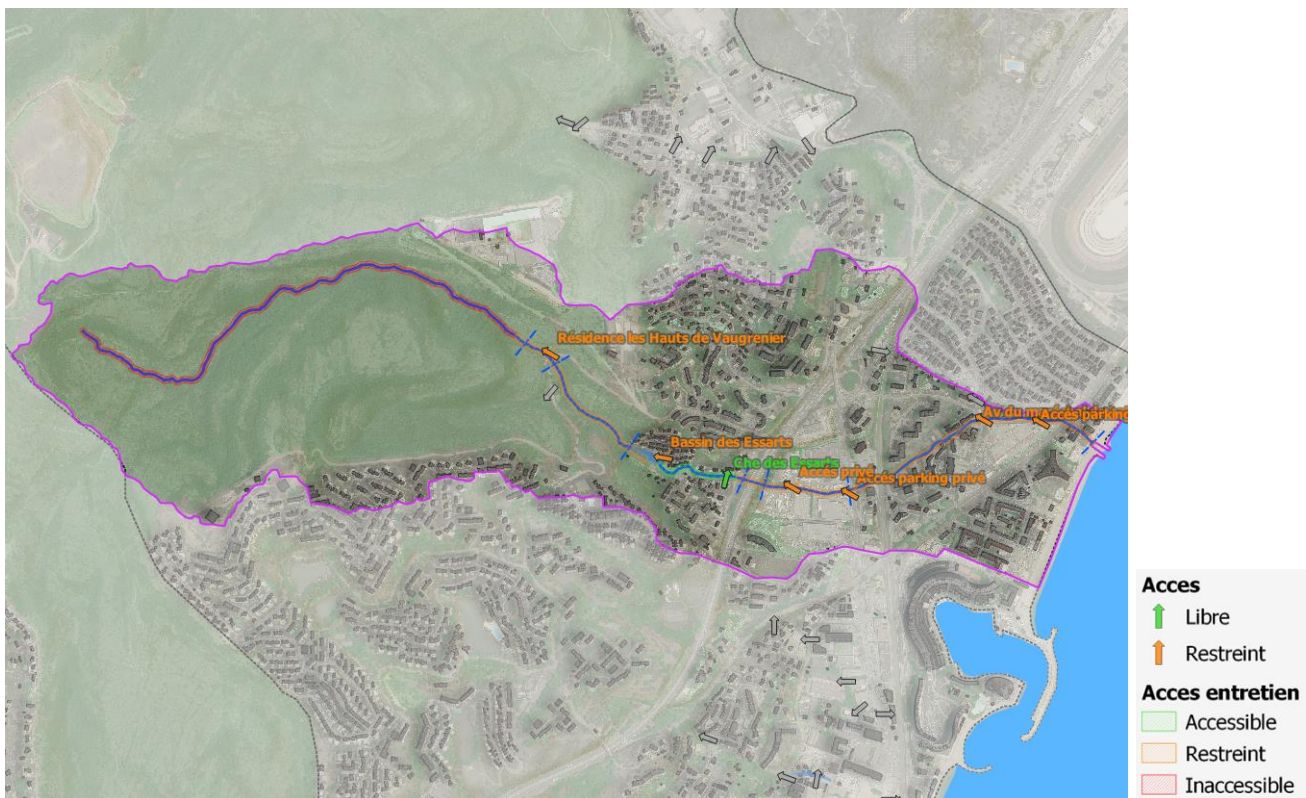 Résidence les Hauts de Vaugrenier
Av du
Accès parking
Bassin des Essarts
Che des Essarts
Accès privé
Accès parking privé
Acces
Libre
Restreint
Acces entretien
Accessible
Restreint
Inaccessible